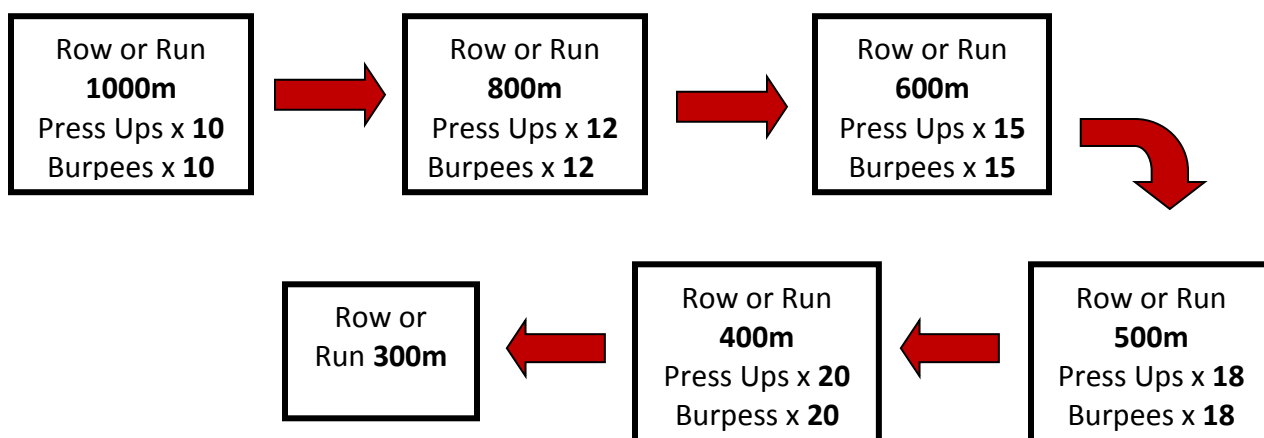 Row or Run
1000m
Press Ups x 10
Burpees x 10
Row or Run
800m
Press Ups x 12
Burpees x 12
Row or Run
600m
Press Ups x 15
Burpees x 15
Row or Run
500m
Press Ups x 18
Burpees x 18
Row or Run
400m
Press Ups x 20
Burpess x 20
Row or
Run 300m